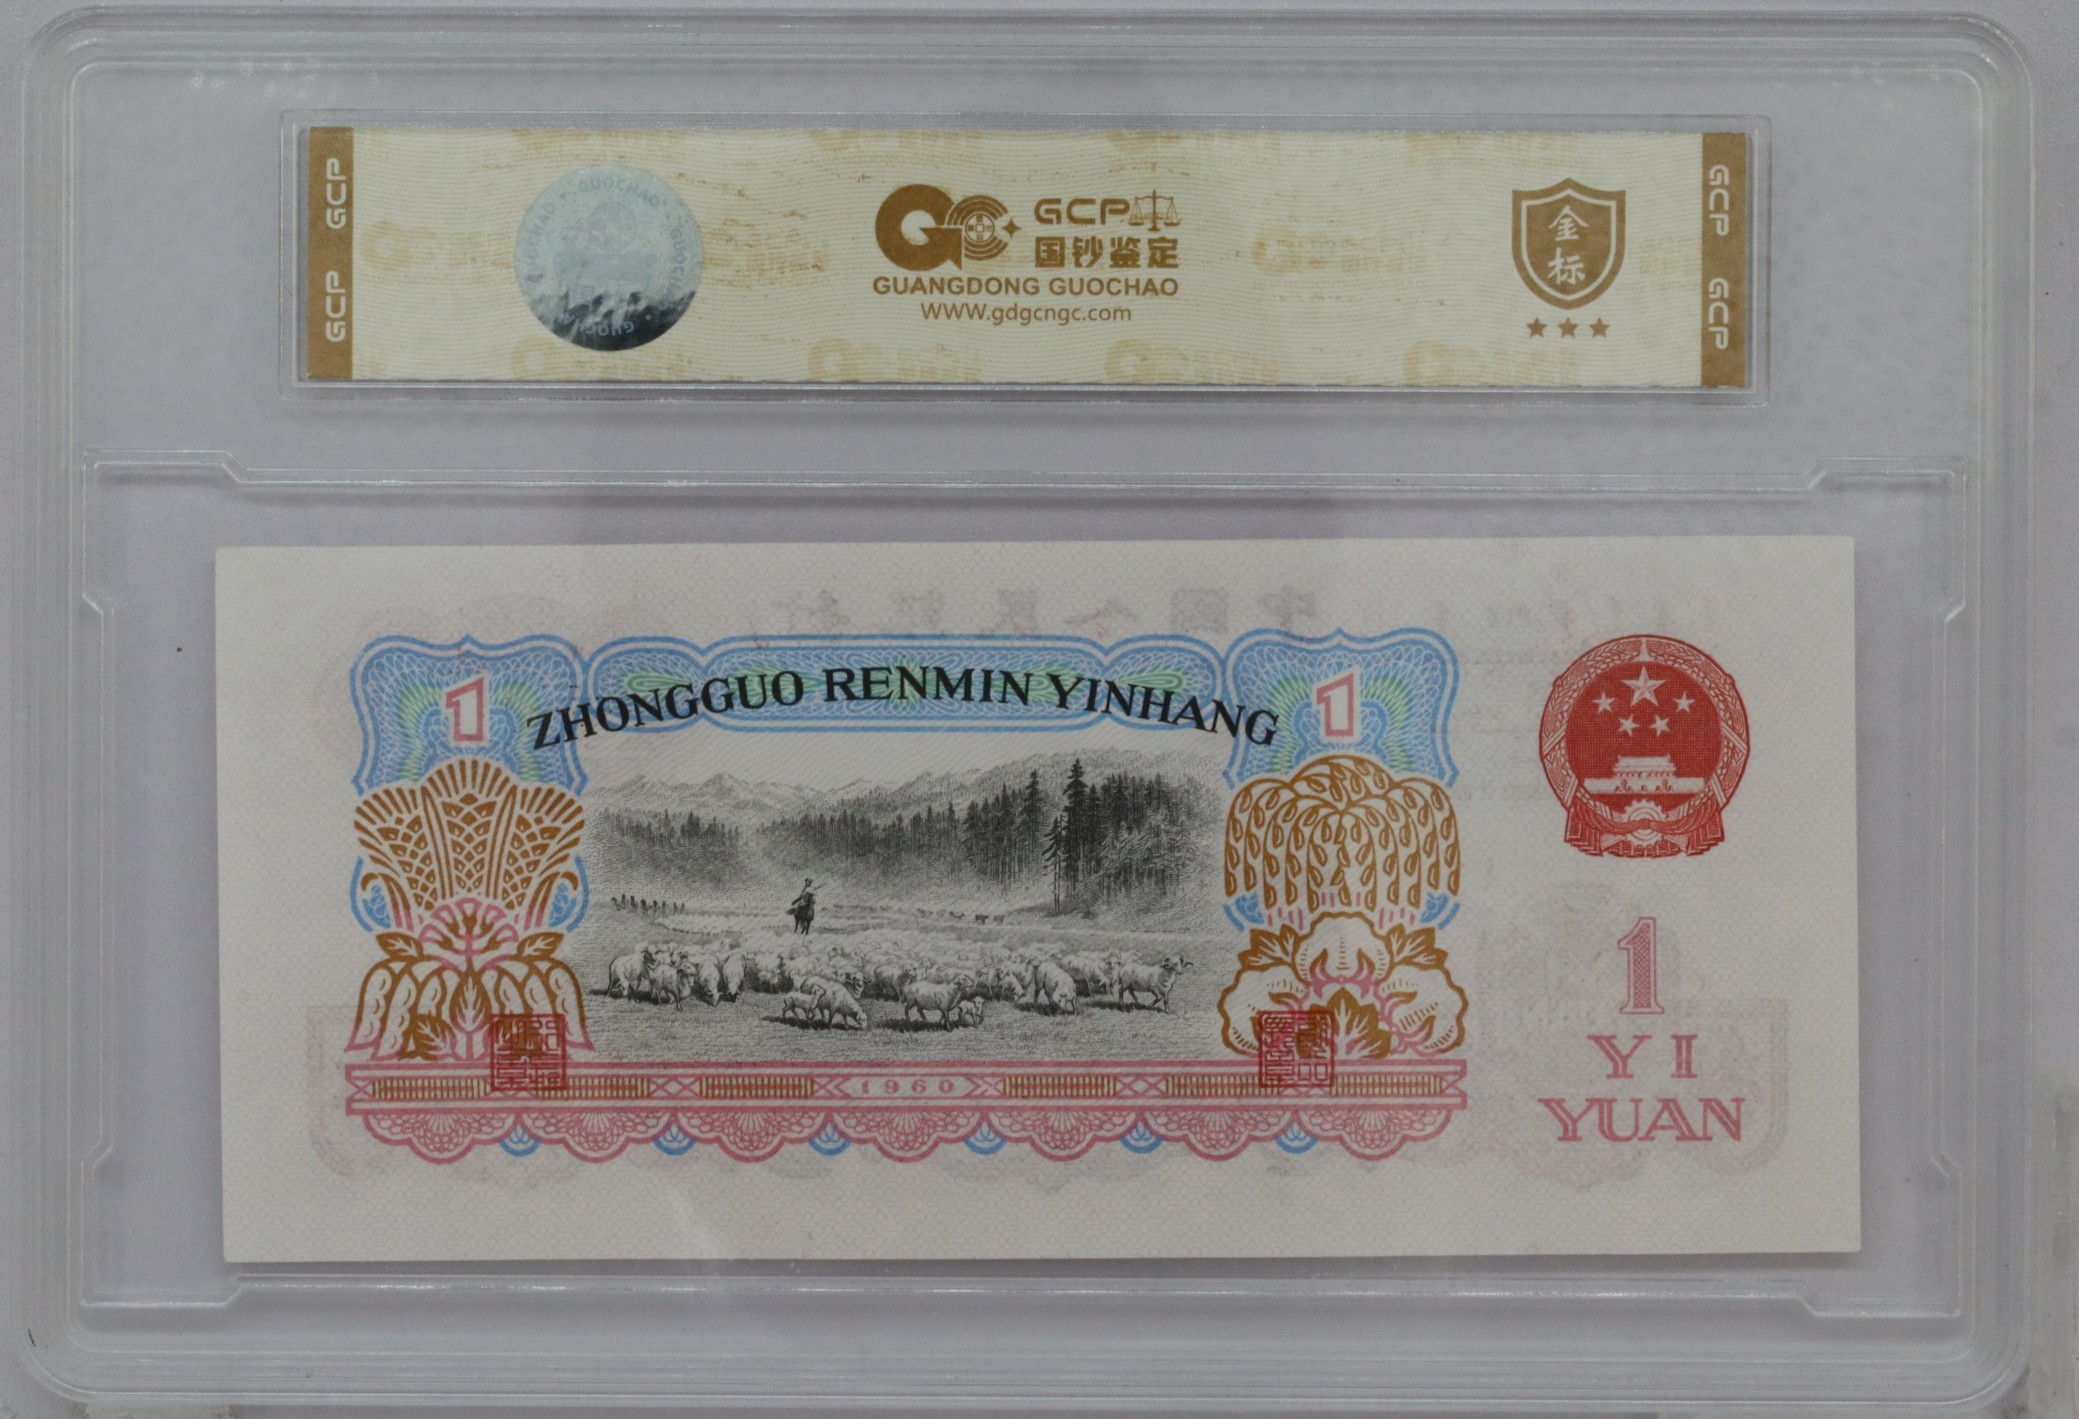 GCP
GCP
GUOCHAO
GCP
国钞鉴定
GUANGDONG GUOCHAO
www.gdgcngc.com
金
标
GCP
GCP
1
ZHONGGUO RENMIN YINHANG
1
1960
1
YI
YUAN